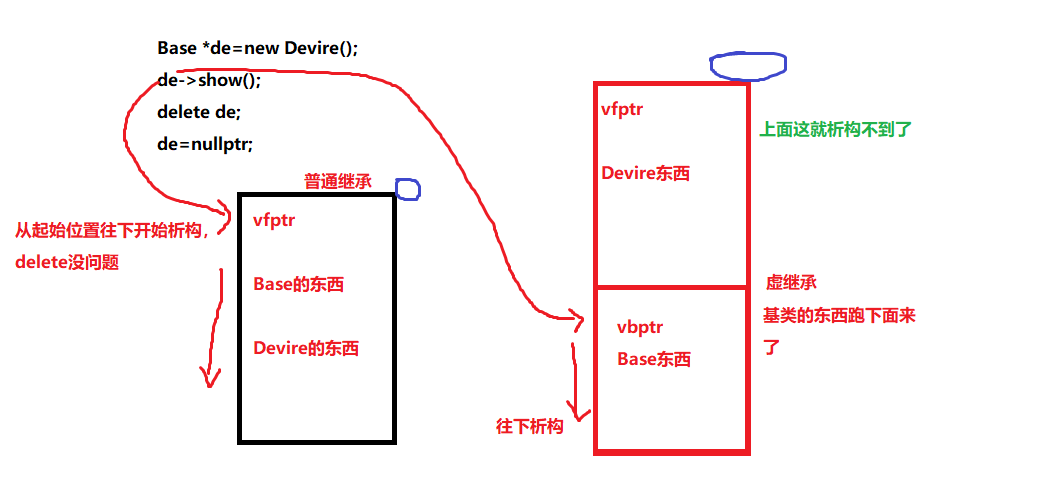 Base *de=new Devire();
de->show();
delete de;
de=nullptr;
普通继承
从起始位置往下开始析构，
delete没问题
vfptr
Base的东西
Devire的东西
vfptr
Devire东西
上面这就析构不到了
虚继承
基类的东西跑下面来
了
vbptr
Base东西
往下析构